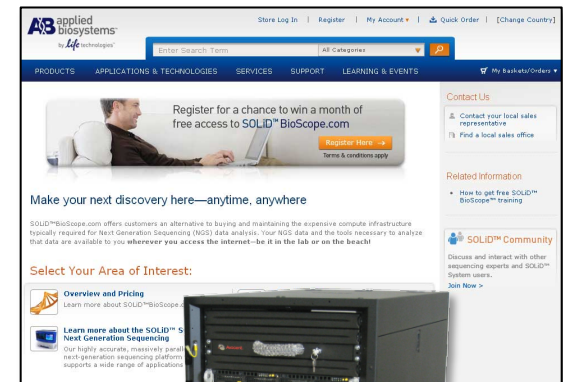 AB applied biosystems™
by life technologies™
Store Log In | Register | My Account | Quick Order | [Change Country]
Enter Search Term
All Categories
PRODUCTS APPLICATIONS & TECHNOLOGIES SERVICES SUPPORT LEARNING & EVENTS My Baskets/Orders
Register for a chance to win a month of
free access to SOLiD™ BioScope.com
Register Here →
Terms & conditions apply
Contact Us
Contact your local sales
representative
Find a local sales office
Related Information
How to get free SOLiD™
BioScope™ training
SOLiD™ Community
Discuss and interact with other
sequencing experts and SOLiD™
System users.
Join Now >
Make your next discovery here—anytime, anywhere
SOLiD™BioScope.com offers customers an alternative to buying and maintaining the expensive compute infrastructure
typically required for Next Generation Sequencing (NGS) data analysis. Your NGS data and the tools necessary to analyze
that data are available to you wherever you access the internet—be it in the lab or on the beach!
Select Your Area of Interest:
Overview and Pricing
Learn more about SOLiD™BioScope.c
Learn more about the SOLiD™ S
Next Generation Sequencing
Our highly accurate, massively parall
next-generation sequencing platform
supports a wide range of applications